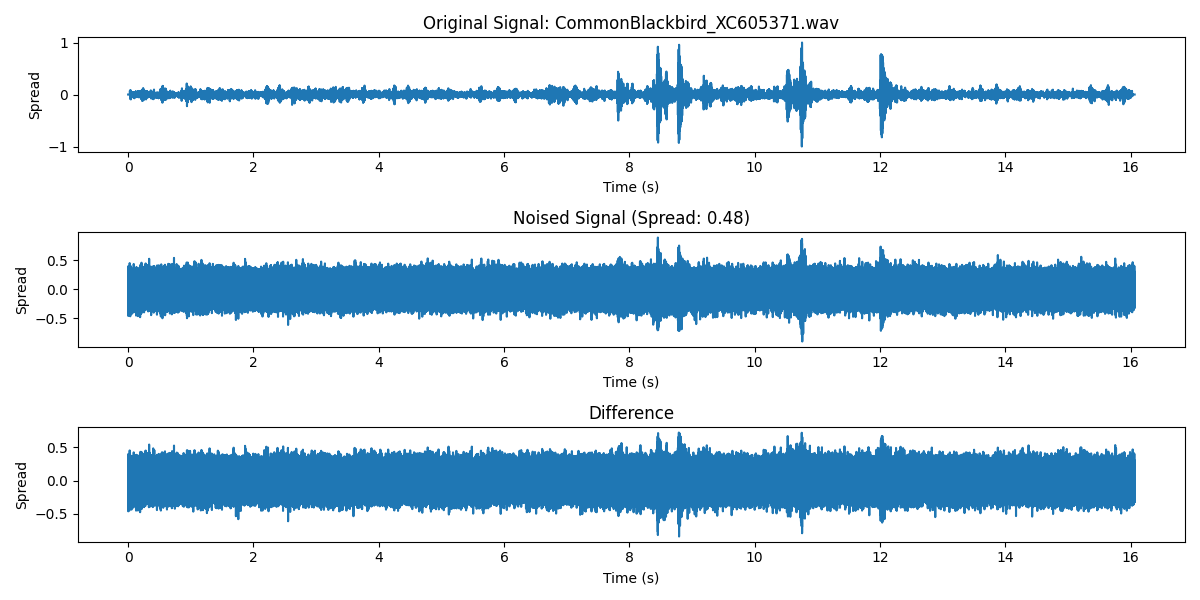 Original Signal: CommonBlackbird_XC605371.wav
1
0
−1
Spread
0 2 4 6 8 10 12 14 16
Time (s)
Noised Signal (Spread: 0.48)
0.5
0.0
−0.5
Spread
0 2 4 6 8 10 12 14 16
Time (s)
Difference
0.5
0.0
−0.5
Spread
0 2 4 6 8 10 12 14 16
Time (s)